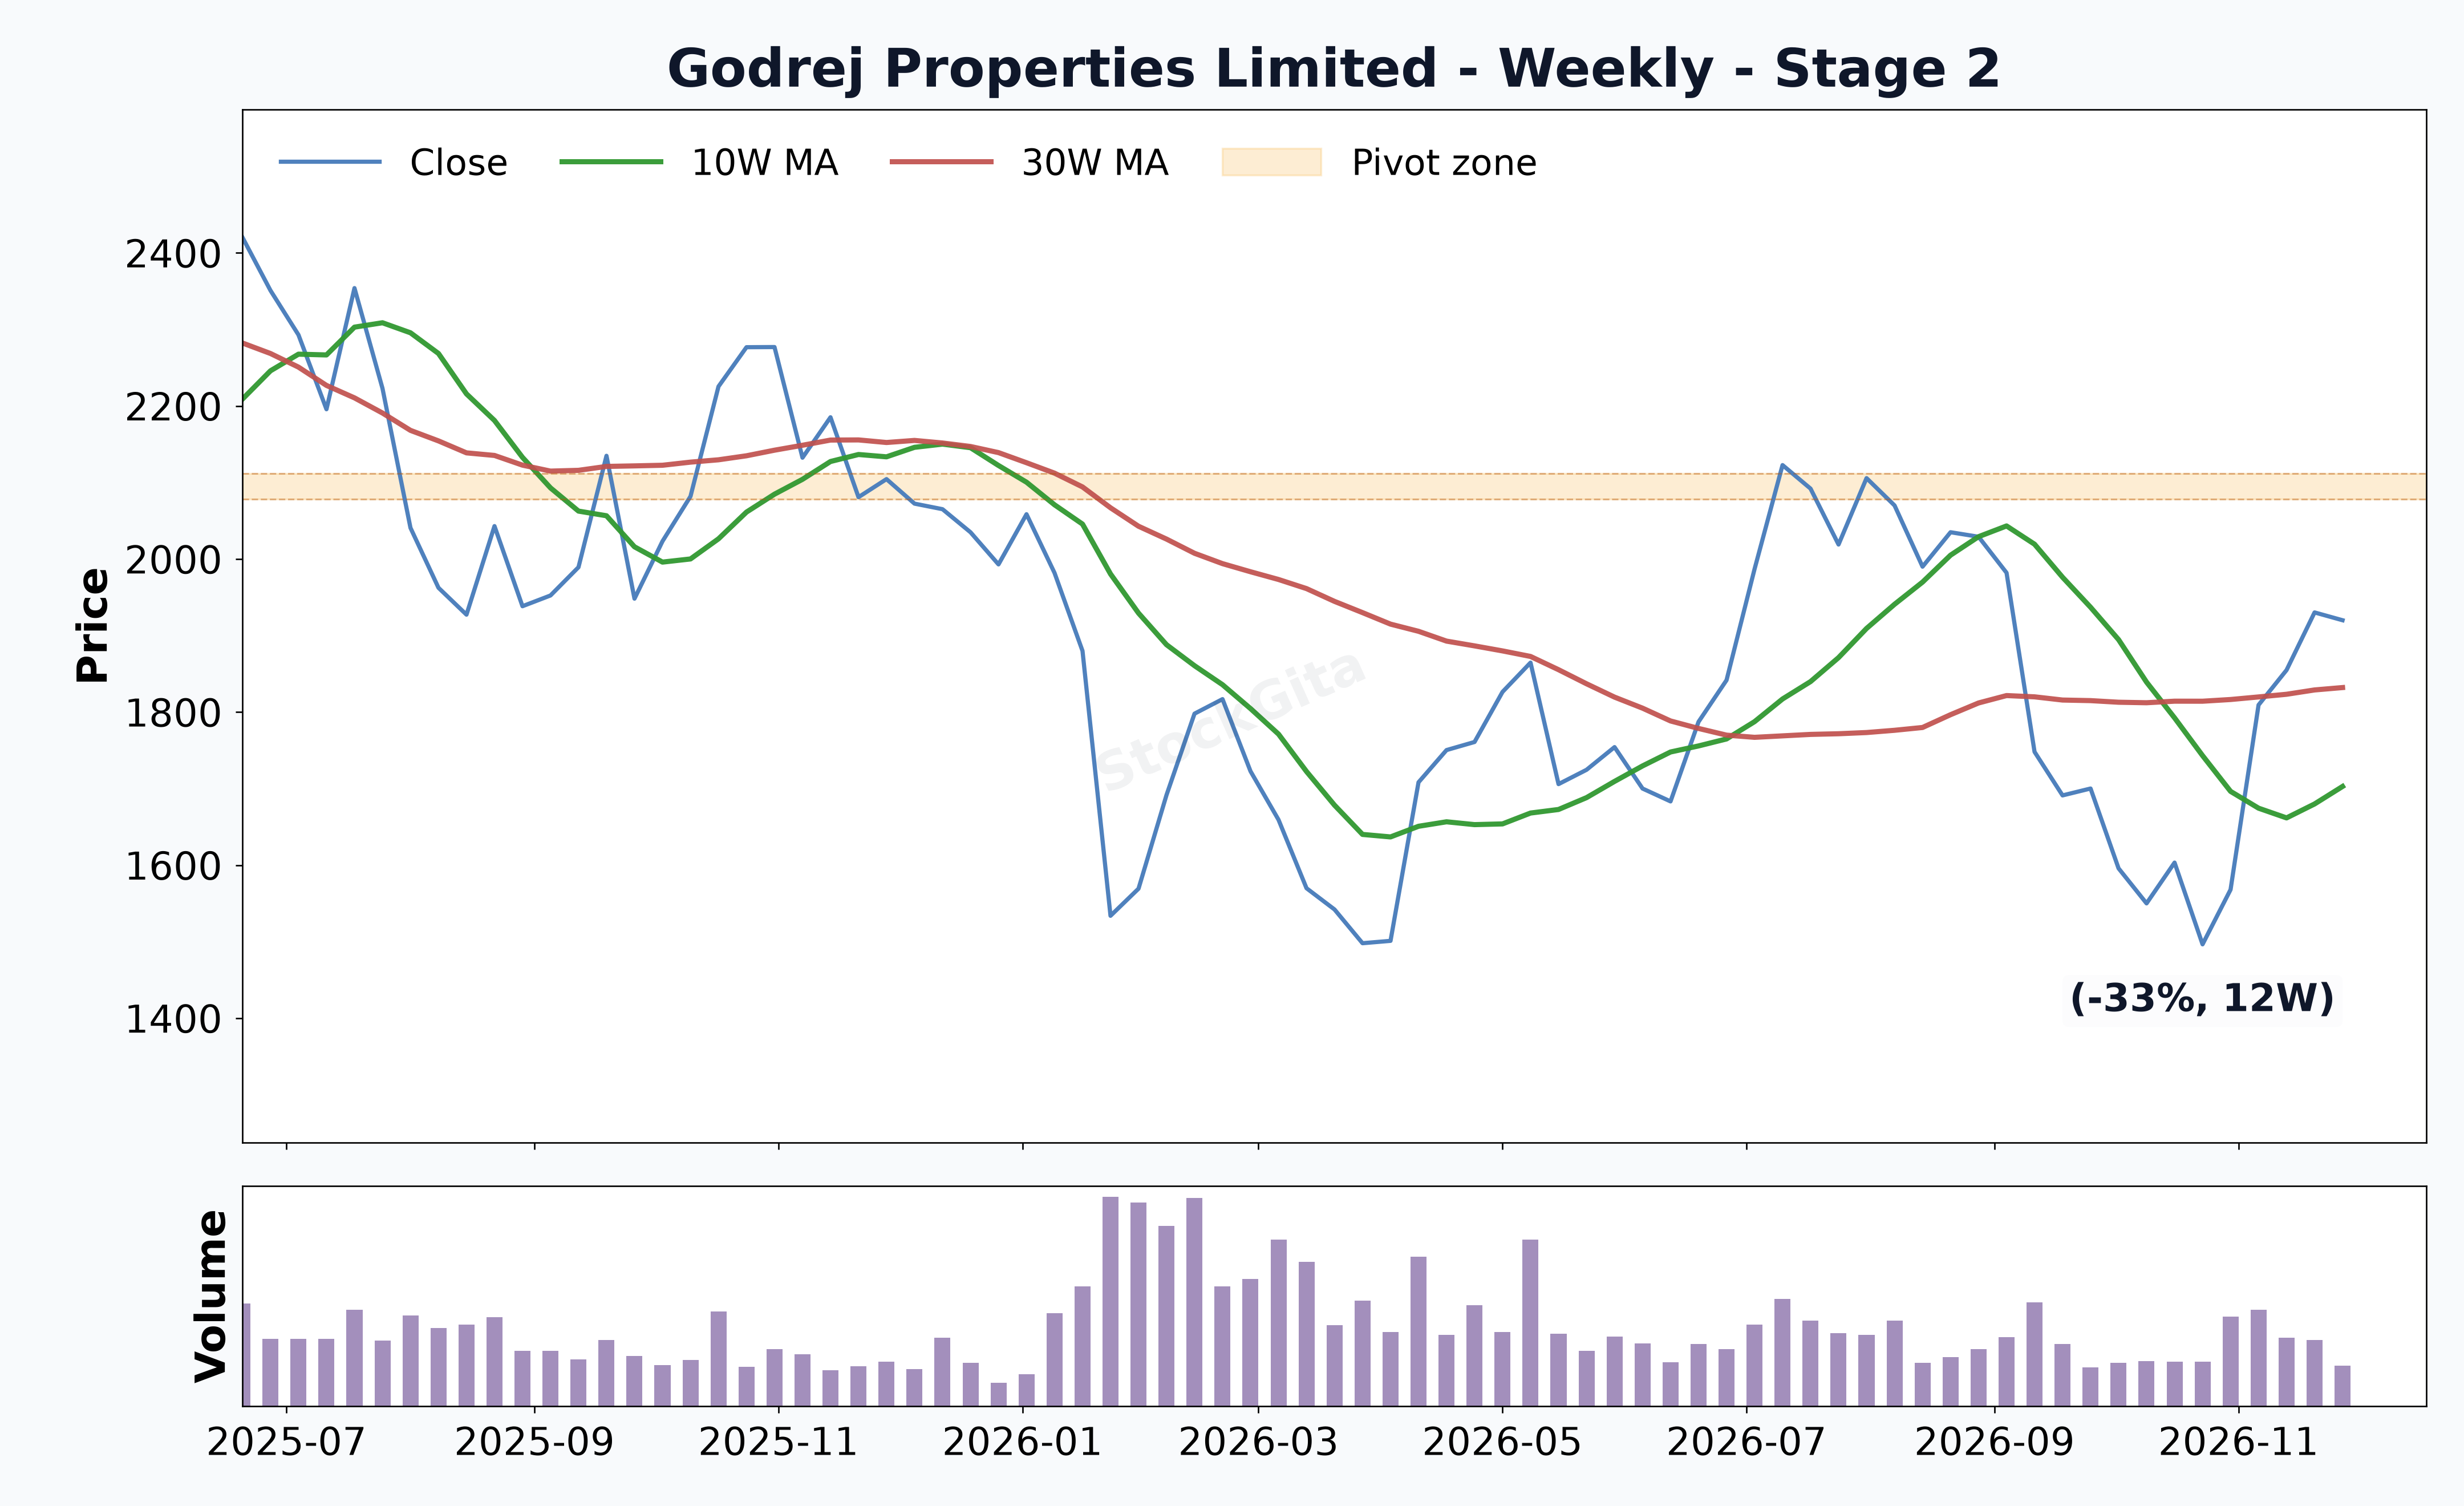 Godrej Properties Limited - Weekly - Stage 2
Close 10W MA 30W MA Pivot zone
2400
2200
2000
1800
1600
1400
Price
StockGita
(-33%, 12W)
Volume
2025-07 2025-09 2025-11 2026-01 2026-03 2026-05 2026-07 2026-09 2026-11